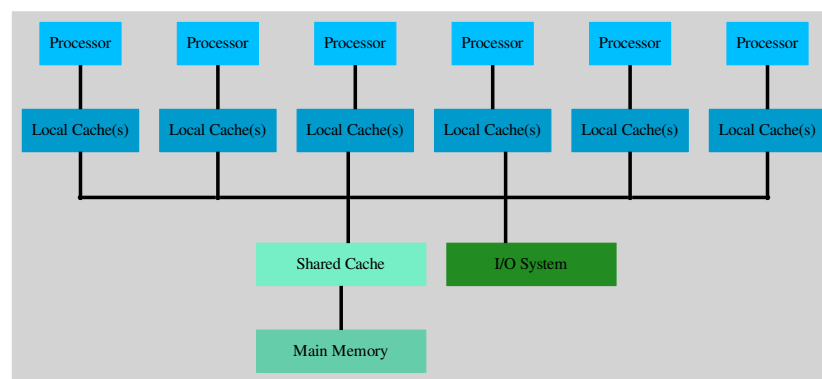 Processor
Processor
Processor
Processor
Processor
Processor
Local Cache(s)
Local Cache(s)
Local Cache(s)
Local Cache(s)
Local Cache(s)
Local Cache(s)
Shared Cache
I/O System
Main Memory